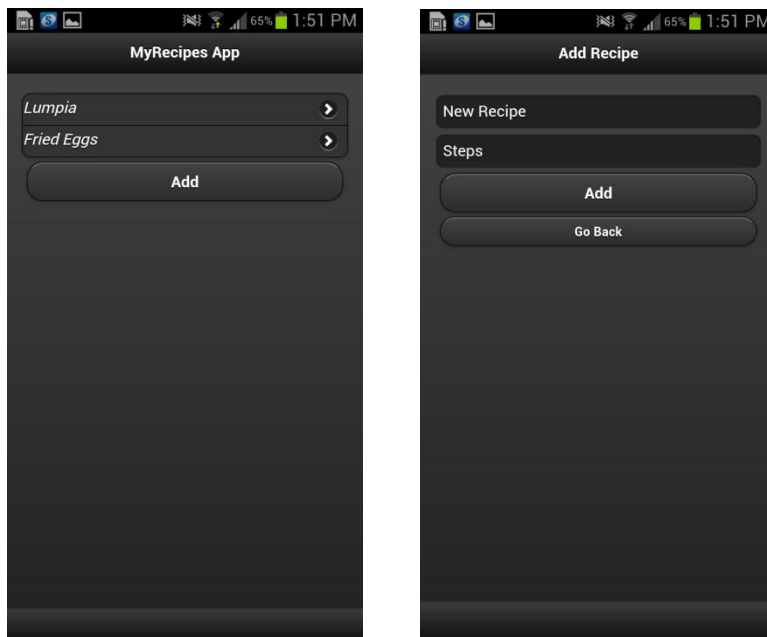 65% 1:51 PM
MyRecipes App
Lumpia
Fried Eggs
Add
65% 1:51 PM
Add Recipe
New Recipe
Steps
Add
Go Back